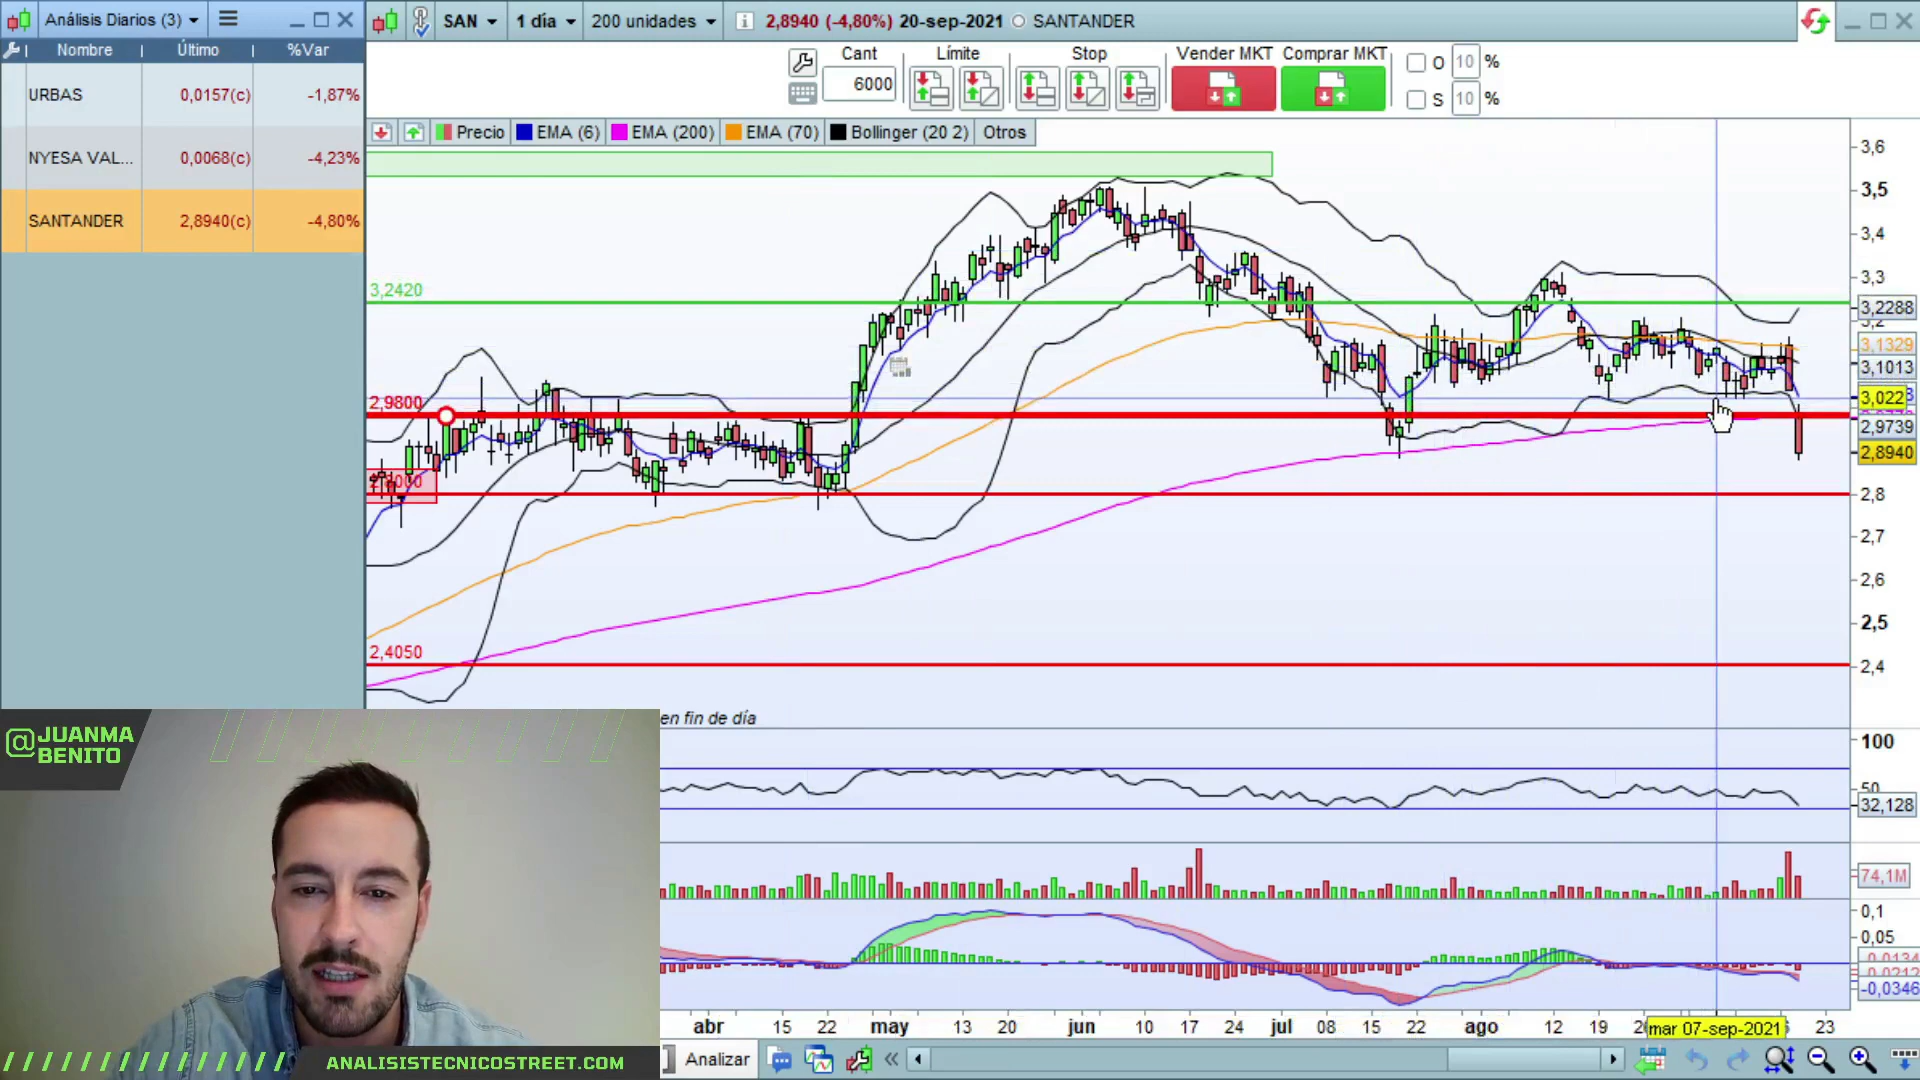 Análisis Diarios (3)
Nombre Último %Var
URBAS 0,0157(c) -1,87%
NYESA VAL... 0,0068(c) -4,23%
SANTANDER 2,8940(c) -4,80%
SAN 1 día 200 unidades 2,8940 (-4,80%) 20-sep-2021 SANTANDER
Cant Límite Stop Vender MKT Comprar MKT
6000
O 10 %
S 10 %
Precio EMA (6) EMA (200) EMA (70) Bollinger (20 2) Otros
3,6
3,5
3,4
3,3
3,2420
3,2288
3,2
3,1329
3,1013
2,9800
3,022
2,9739
2,8940
2,8
2,7
2,6
2,5
2,4050
2,4
en fin de día
@JUANMA
BENITO
100
50
32,128
74,1M
0,1
0,05
-0,0346
abr 15 22 may 13 20 jun 10 17 24 jul 08 15 22 ago 12 19 mar 07-sep-2021 23
ANALISISTECNICOSTREET.COM
Analizar